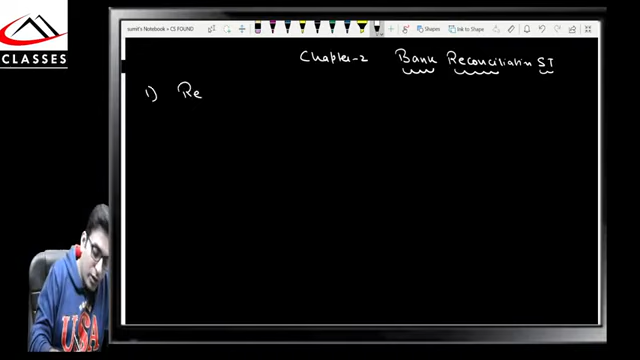 CLASSES
sumit's Notebook » CS FOUND
Shapes
Ink to Shape
Chapter-2 Bank Reconciliation ST
1) Re
USA